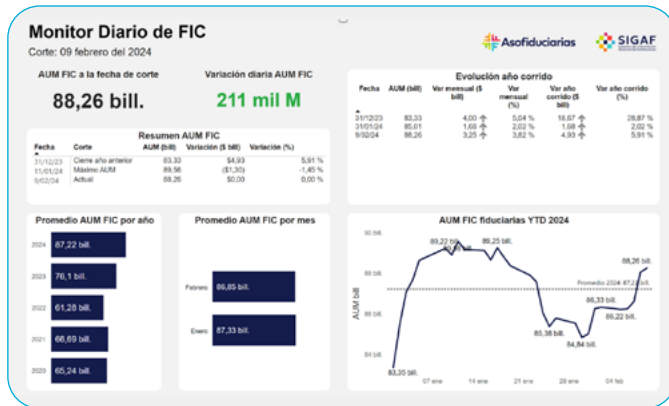 Monitor Diario de FIC
Corte: 09 febrero del 2024
Asofiduciarias
SIGAF
AUM FIC a la fecha de corte
88,26 bill.
Variación diaria AUM FIC
211 mil M
Resumen AUM FIC
Fecha Corte AUM (bill) Variación ($ bill) Variación (%)
31/12/23 Cierre año anterior 83,33 $4,93 5,91 %
11/01/24 Máximo AUM 89,56 ($1,30) -1,45 %
9/02/24 Actual 88,26 $0,00 0,00 %
Evolución año corrido
Fecha AUM (bill) Var mensual ($ bill) Var mensual (%) Var año corrido ($ bill) Var año corrido (%)
31/12/23 83,33 4,00 5,04 % 18,67 28,87 %
31/01/24 85,01 1,68 2,02 % 1,68 2,02 %
9/02/24 88,26 3,25 3,82 % 4,93 5,91 %
Promedio AUM FIC por año
2024 87,22 bill.
2023 76,1 bill.
2022 61,28 bill.
2021 66,69 bill.
2020 65,24 bill.
Promedio AUM FIC por mes
Febrero 86,85 bill.
Enero 87,33 bill.
AUM FIC fiduciarias YTD 2024
AUM bill
90 bill.
88 bill.
86 bill.
84 bill.
89,22 bill.
89,25 bill.
88,26 bill.
Promedio 2024: 87,22 bill.
86,33 bill.
86,22 bill.
85,38 bill.
84,84 bill.
83,35 bill.
07 ene
14 ene
21 ene
28 ene
04 feb